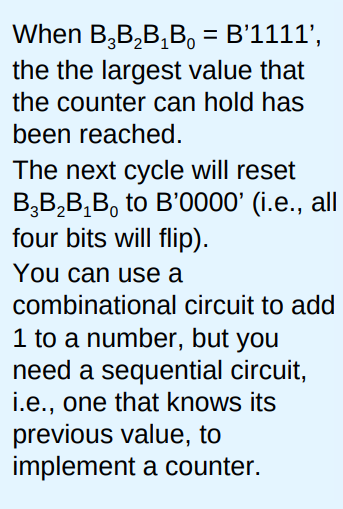 When B₃B₂B₁B₀ = B’1111’,
the the largest value that
the counter can hold has
been reached.
The next cycle will reset
B₃B₂B₁B₀ to B’0000’ (i.e., all
four bits will flip).
You can use a
combinational circuit to add
1 to a number, but you
need a sequential circuit,
i.e., one that knows its
previous value, to
implement a counter.